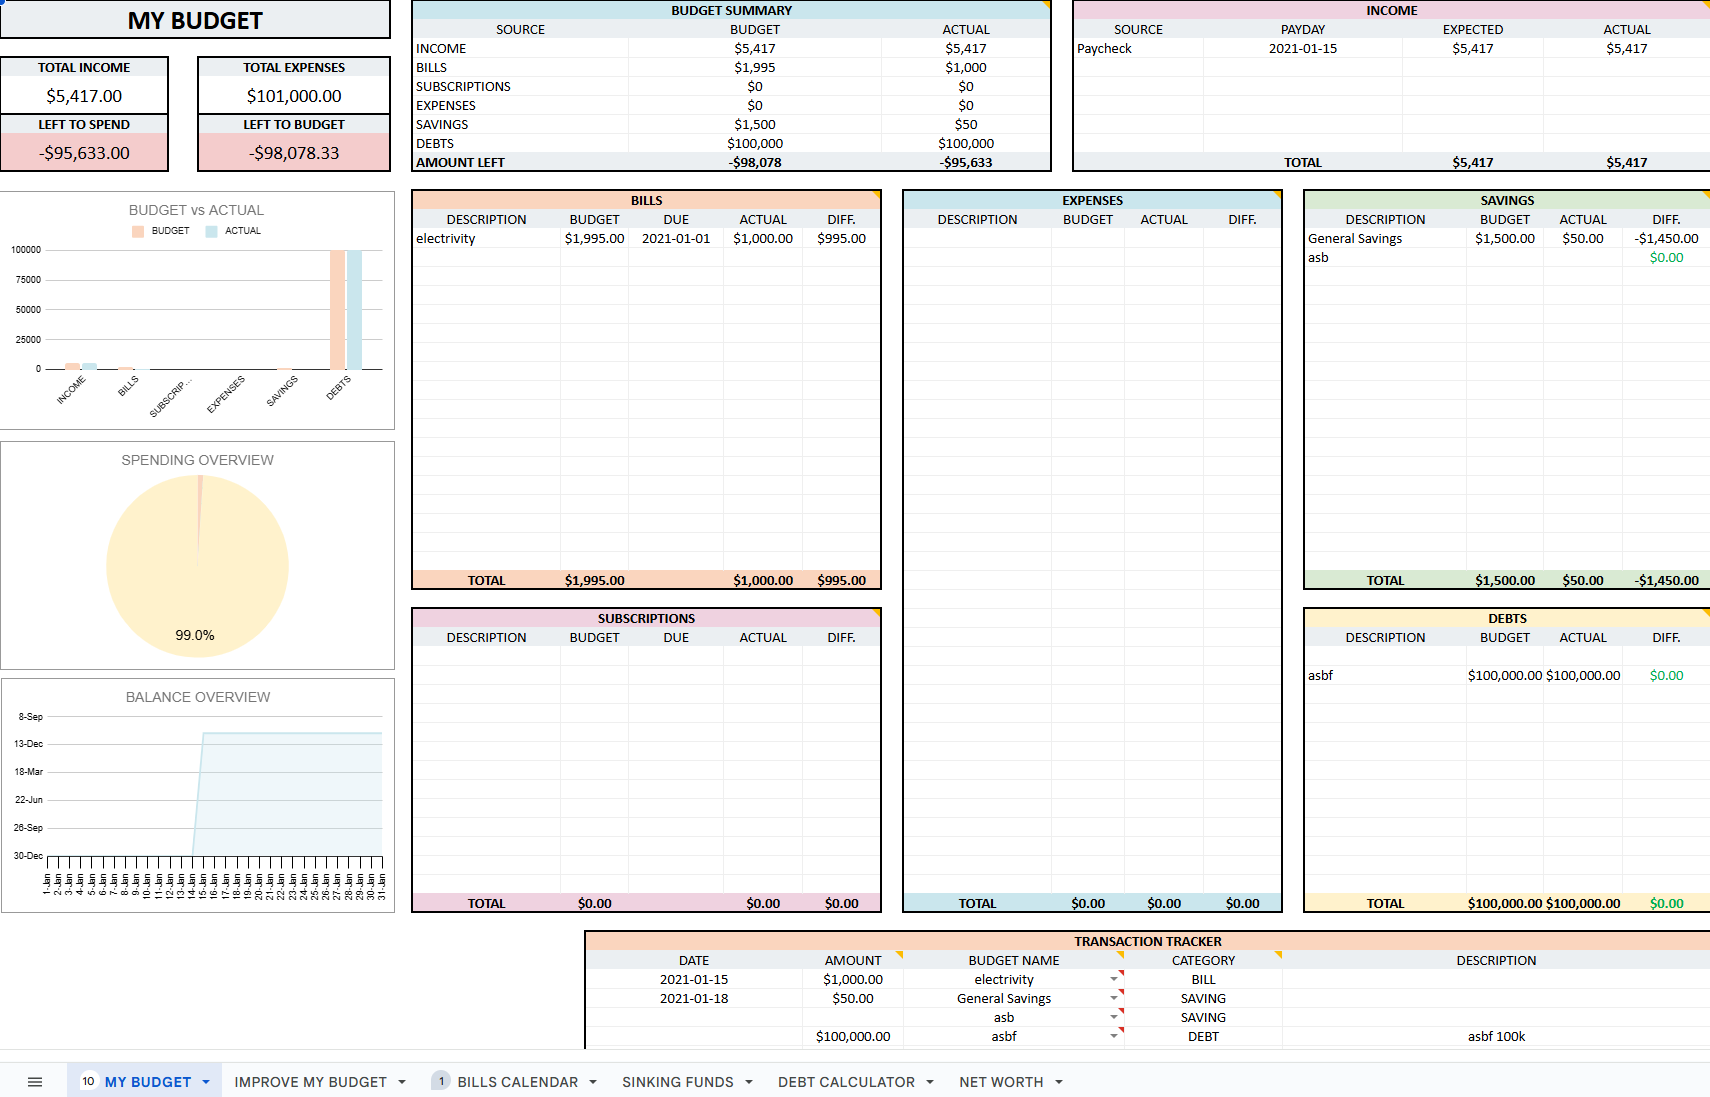 MY BUDGET
TOTAL INCOME
$5,417.00
LEFT TO SPEND
-$95,633.00
TOTAL EXPENSES
$101,000.00
LEFT TO BUDGET
-$98,078.33
BUDGET SUMMARY
SOURCE BUDGET ACTUAL
INCOME $5,417 $5,417
BILLS $1,995 $1,000
SUBSCRIPTIONS $0 $0
EXPENSES $0 $0
SAVINGS $1,500 $50
DEBTS $100,000 $100,000
AMOUNT LEFT -$98,078 -$95,633
INCOME
SOURCE PAYDAY EXPECTED ACTUAL
Paycheck 2021-01-15 $5,417 $5,417
TOTAL $5,417 $5,417
BUDGET vs ACTUAL
BUDGET ACTUAL
100000
75000
50000
25000
0
INCOME BILLS SUBSCRIP... EXPENSES SAVINGS DEBTS
SPENDING OVERVIEW
99.0%
BALANCE OVERVIEW
8-Sep
13-Dec
18-Mar
22-Jun
26-Sep
30-Dec
1-Jan 2-Jan 3-Jan 4-Jan 5-Jan 6-Jan 7-Jan 8-Jan 9-Jan 10-Jan 11-Jan 12-Jan 13-Jan 14-Jan 15-Jan 16-Jan 17-Jan 18-Jan 19-Jan 20-Jan 21-Jan 22-Jan 23-Jan 24-Jan 25-Jan 26-Jan 27-Jan 28-Jan 29-Jan 30-Jan 31-Jan
BILLS
DESCRIPTION BUDGET DUE ACTUAL DIFF.
electrivity $1,995.00 2021-01-01 $1,000.00 $995.00
TOTAL $1,995.00 $1,000.00 $995.00
SUBSCRIPTIONS
DESCRIPTION BUDGET DUE ACTUAL DIFF.
TOTAL $0.00 $0.00 $0.00
EXPENSES
DESCRIPTION BUDGET ACTUAL DIFF.
TOTAL $0.00 $0.00 $0.00
SAVINGS
DESCRIPTION BUDGET ACTUAL DIFF.
General Savings $1,500.00 $50.00 -$1,450.00
asb $0.00
TOTAL $1,500.00 $50.00 -$1,450.00
DEBTS
DESCRIPTION BUDGET ACTUAL DIFF.
asbf $100,000.00 $100,000.00 $0.00
TOTAL $100,000.00 $100,000.00 $0.00
TRANSACTION TRACKER
DATE AMOUNT BUDGET NAME CATEGORY DESCRIPTION
2021-01-15 $1,000.00 electrivity BILL
2021-01-18 $50.00 General Savings SAVING
asb SAVING
$100,000.00 asbf DEBT asbf 100k
10 MY BUDGET IMPROVE MY BUDGET 1 BILLS CALENDAR SINKING FUNDS DEBT CALCULATOR NET WORTH